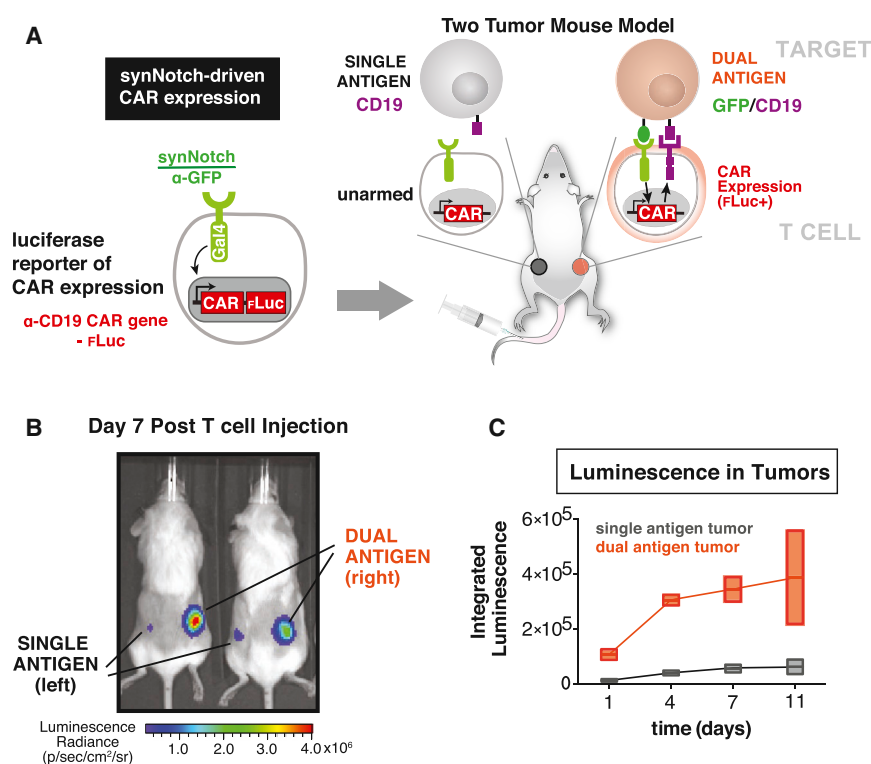 A
synNotch-driven
CAR expression
synNotch
α-GFP
Gal4
luciferase
reporter of
CAR expression
α-CD19 CAR gene
- FLuc
CAR
FLuc
Two Tumor Mouse Model
SINGLE
ANTIGEN
CD19
TARGET
DUAL
ANTIGEN
GFP/CD19
unarmed
CAR
CAR
CAR
Expression
(FLuc+)
T CELL
B
Day 7 Post T cell Injection
DUAL
ANTIGEN
(right)
SINGLE
ANTIGEN
(left)
Luminescence
Radiance
(p/sec/cm²/sr)
1.0 2.0 3.0 4.0 x10⁶
C
Luminescence in Tumors
Integrated
Luminescence
6×10⁵
4×10⁵
2×10⁵
0
single antigen tumor
dual antigen tumor
1 4 7 11
time (days)